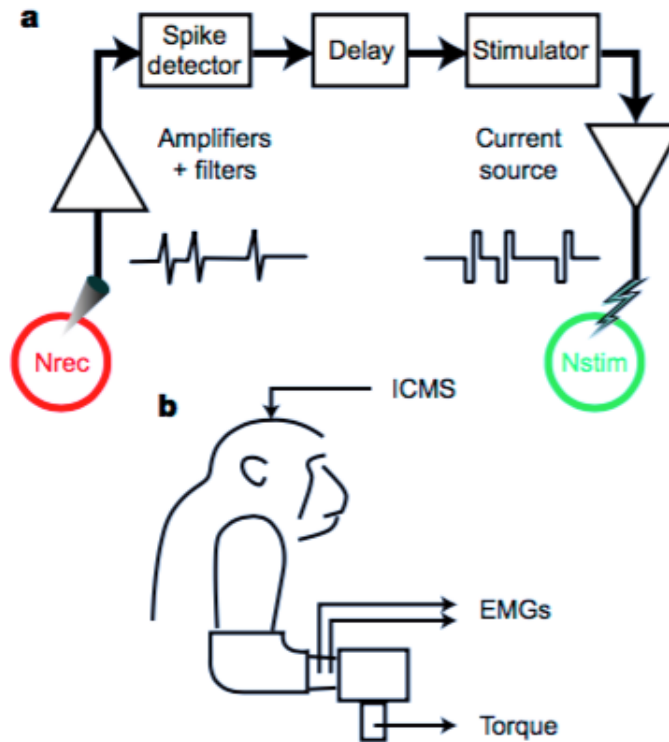 a
Spike
detector
Delay
Stimulator
Amplifiers
+ filters
Current
source
Nrec
Nstim
b
ICMS
EMGs
Torque